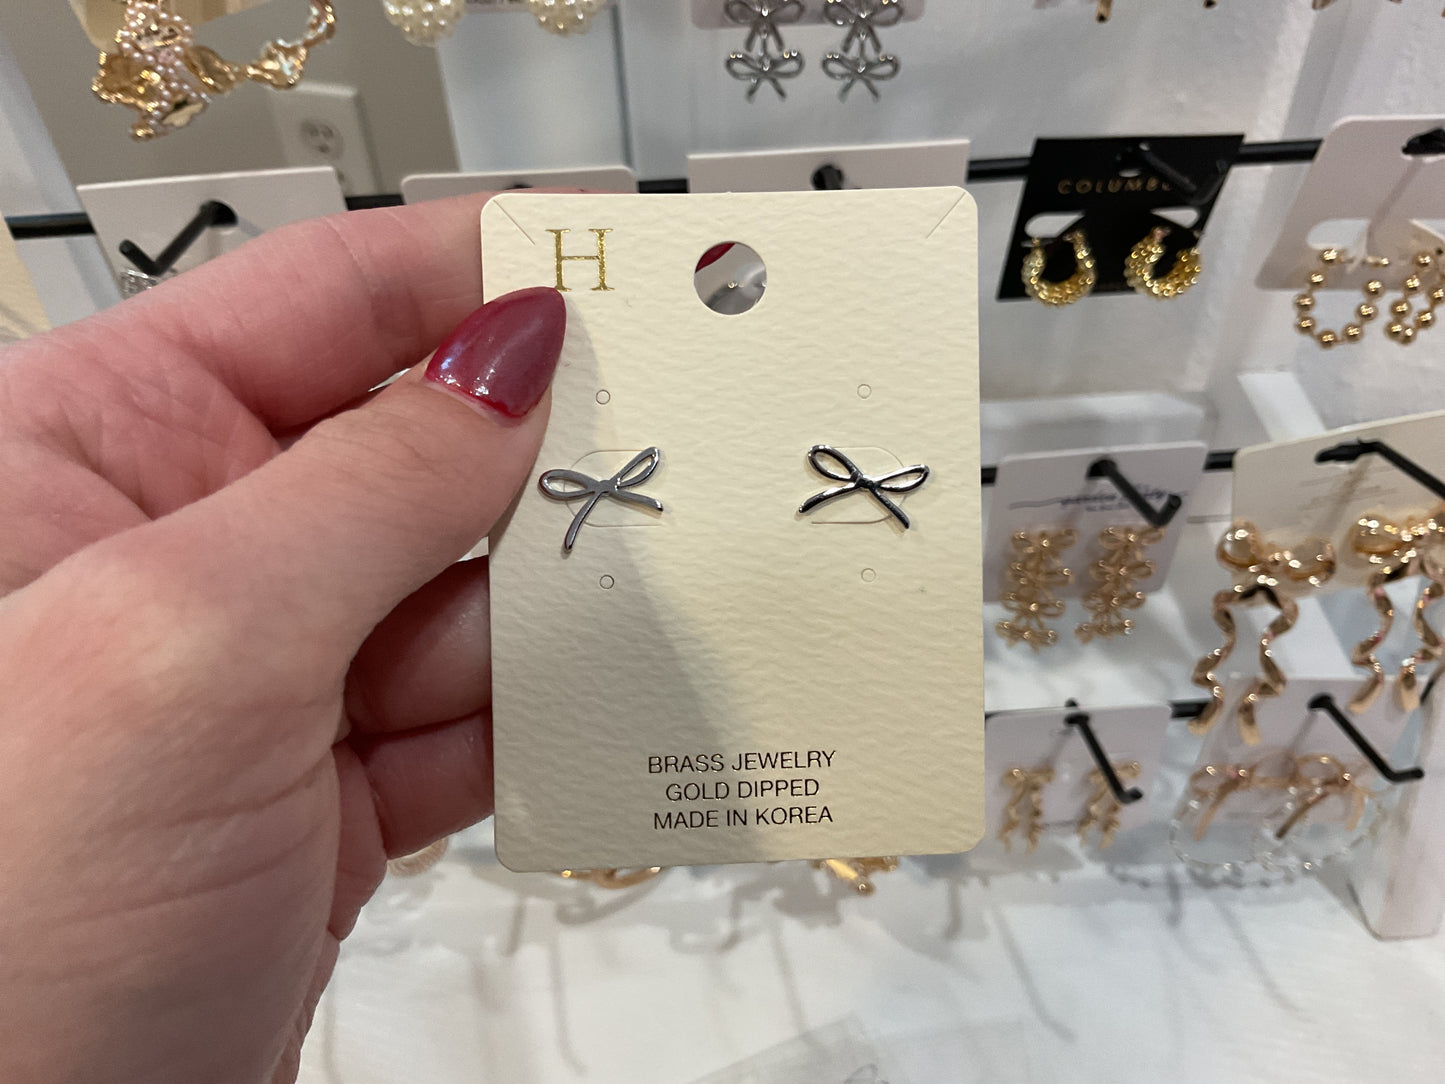 H
BRASS JEWELRY
GOLD DIPPED
MADE IN KOREA